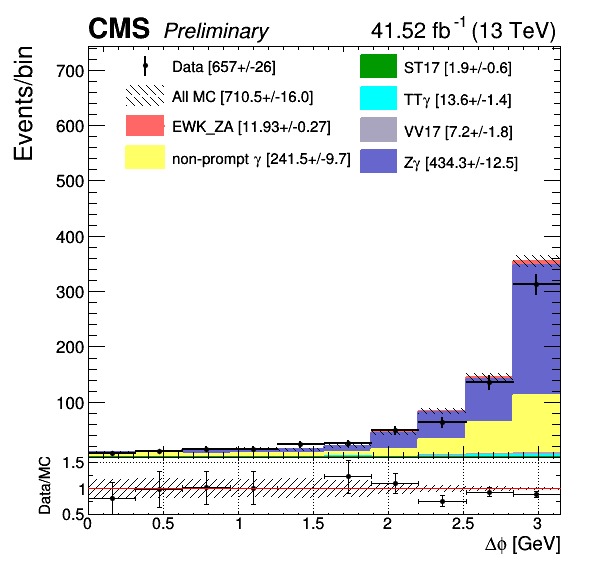 CMS Preliminary 41.52 fb⁻¹ (13 TeV)
Events/bin
700
600
500
400
300
200
100
Data [657+/-26]
All MC [710.5+/-16.0]
EWK_ZA [11.93+/-0.27]
non-prompt γ [241.5+/-9.7]
ST17 [1.9+/-0.6]
TTγ [13.6+/-1.4]
VV17 [7.2+/-1.8]
Zγ [434.3+/-12.5]
Data/MC
1.5
1
0.5
0 0.5 1 1.5 2 2.5 3
Δϕ [GeV]